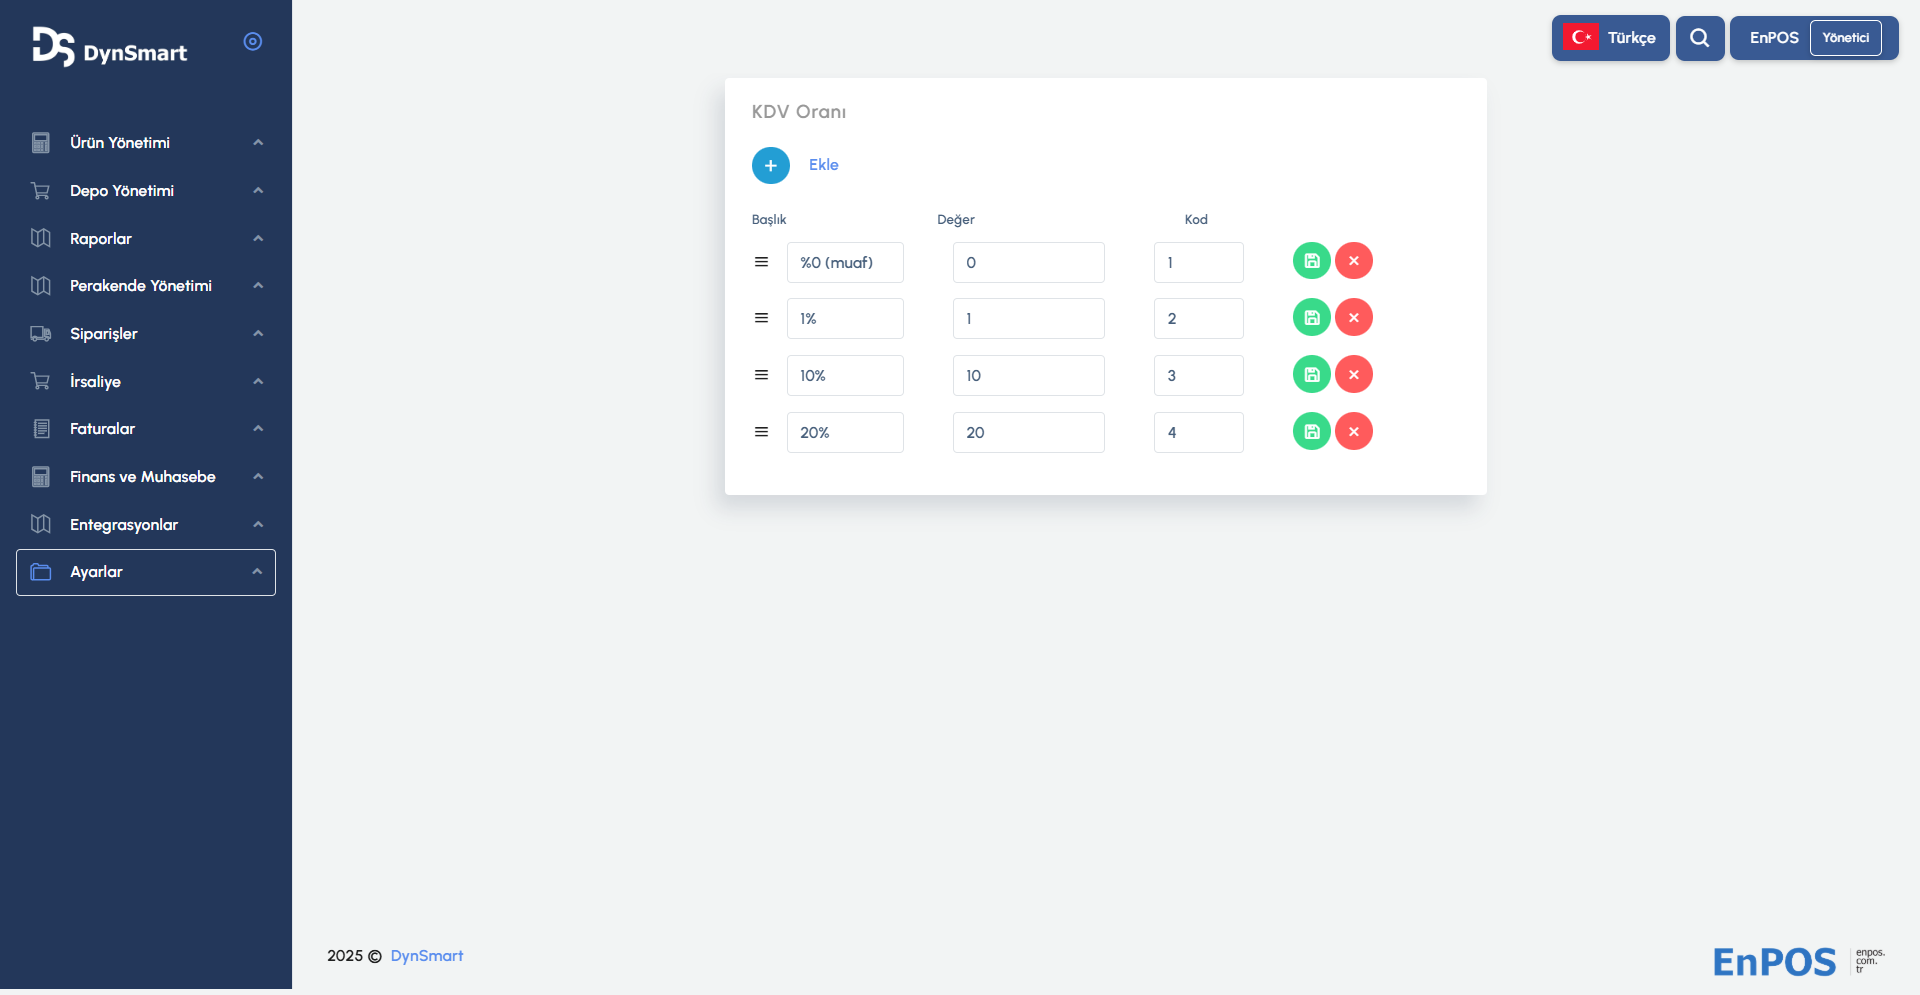 DS DynSmart
Türkçe
EnPOS
Yönetici
Ürün Yönetimi
Depo Yönetimi
Raporlar
Perakende Yönetimi
Siparişler
İrsaliye
Faturalar
Finans ve Muhasebe
Entegrasyonlar
Ayarlar
KDV Oranı
+ Ekle
Başlık Değer Kod
%0 (muaf) 0 1
1% 1 2
10% 10 3
20% 20 4
2025 © DynSmart
EnPOS
enpos.
com.
tr